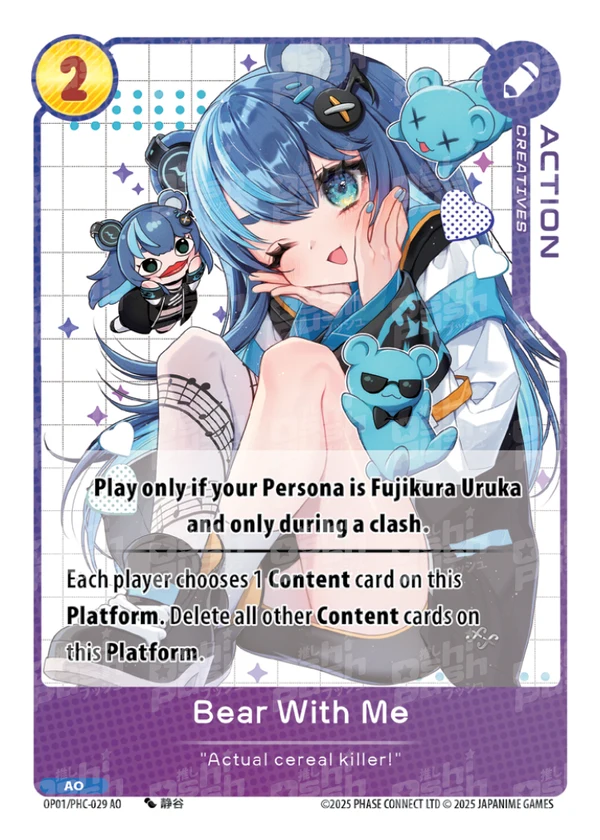 2
ACTION
CREATIVES
Play only if your Persona is Fujikura Uruka
and only during a clash.
Each player chooses 1 Content card on this
Platform. Delete all other Content cards on
this Platform.
Bear With Me
"Actual cereal killer!"
AO
OP01/PHC-029 AO
静谷
©2025 PHASE CONNECT LTD © 2025 JAPANIME GAMES